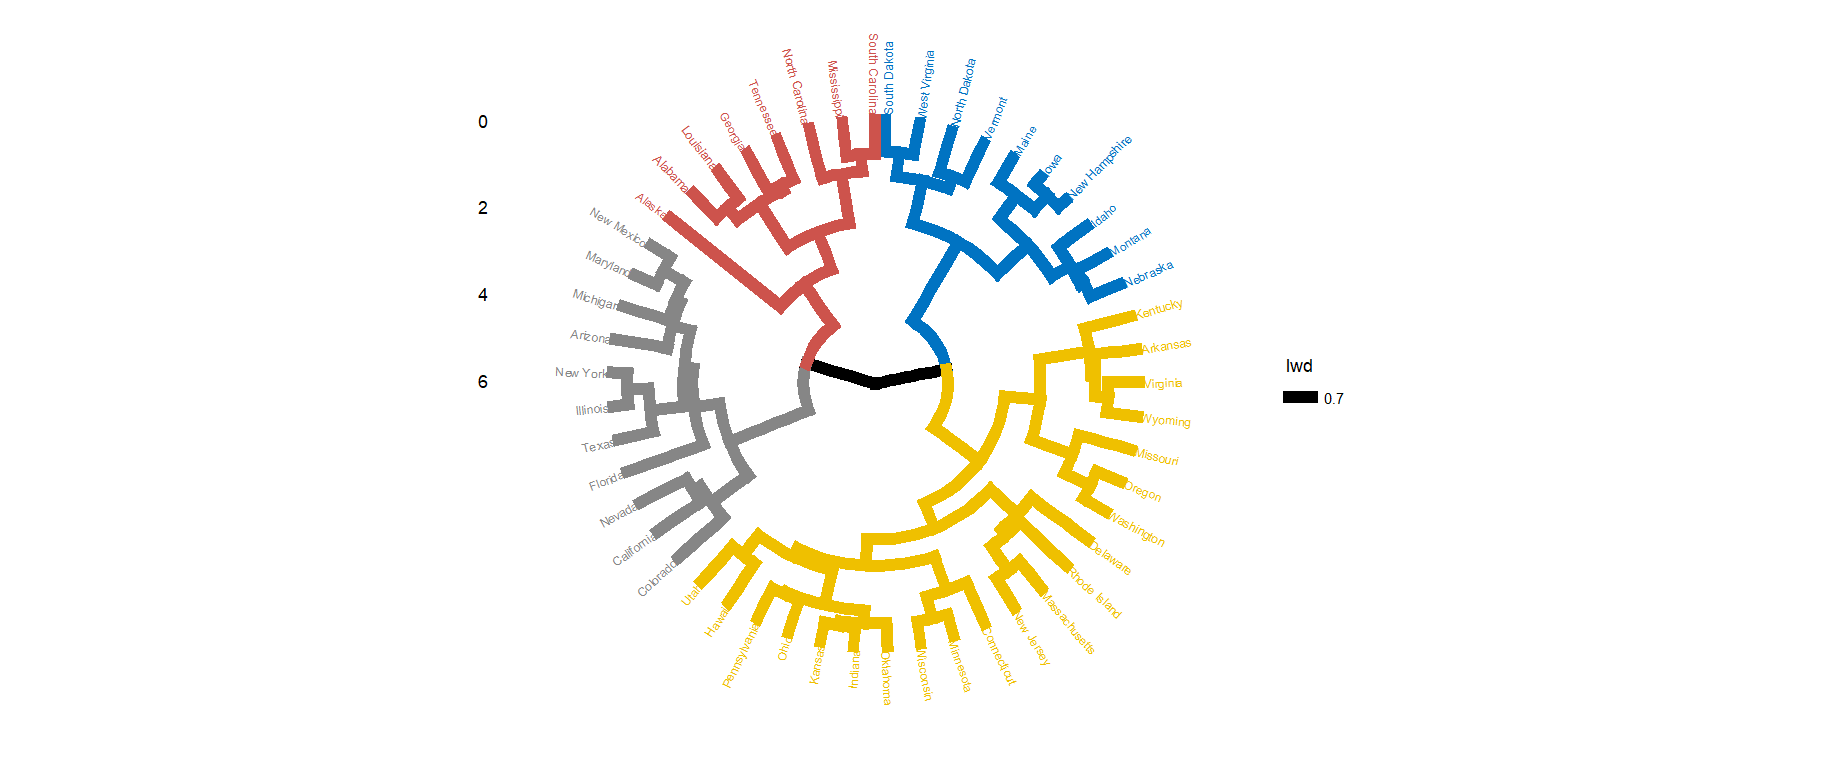 0
2
4
6
South Carolina
South Dakota
West Virginia
North Dakota
Vermont
Maine
Iowa
New Hampshire
Idaho
Montana
Nebraska
Kentucky
Arkansas
Virginia
Wyoming
Missouri
Oregon
Washington
Delaware
Rhode Island
Massachusetts
New Jersey
Connecticut
Minnesota
Wisconsin
Oklahoma
Indiana
Kansas
Ohio
Pennsylvania
Hawaii
Utah
Colorado
California
Nevada
Florida
Texas
Illinois
New York
Arizona
Michigan
Maryland
New Mexico
Alaska
Alabama
Louisiana
Georgia
Tennessee
North Carolina
Mississippi
lwd
0.7